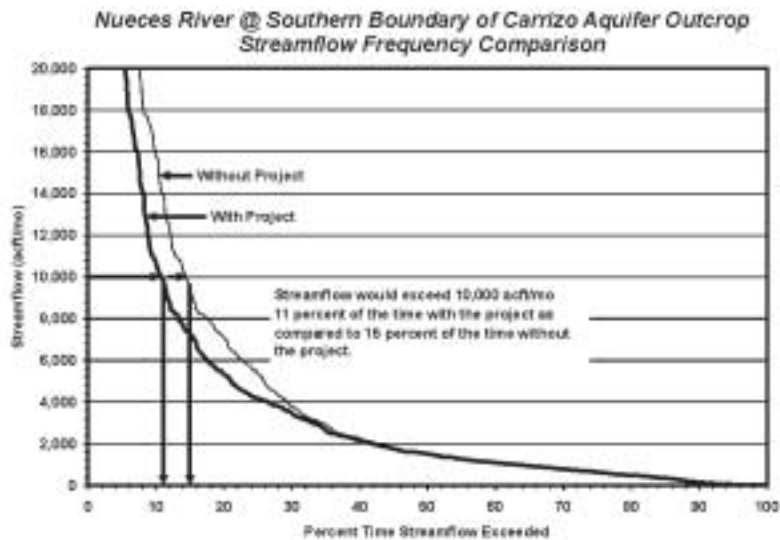 Nueces River @ Southern Boundary of Carrizo Aquifer Outcrop
Streamflow Frequency Comparison
20,000
18,000
16,000
14,000
12,000
10,000
8,000
6,000
4,000
2,000
0
Streamflow (acft/mo)
Without Project
With Project
Streamflow would exceed 10,000 acft/mo
11 percent of the time with the project as
compared to 15 percent of the time without
the project.
0 10 20 30 40 50 60 70 80 90 100
Percent Time Streamflow Exceeded